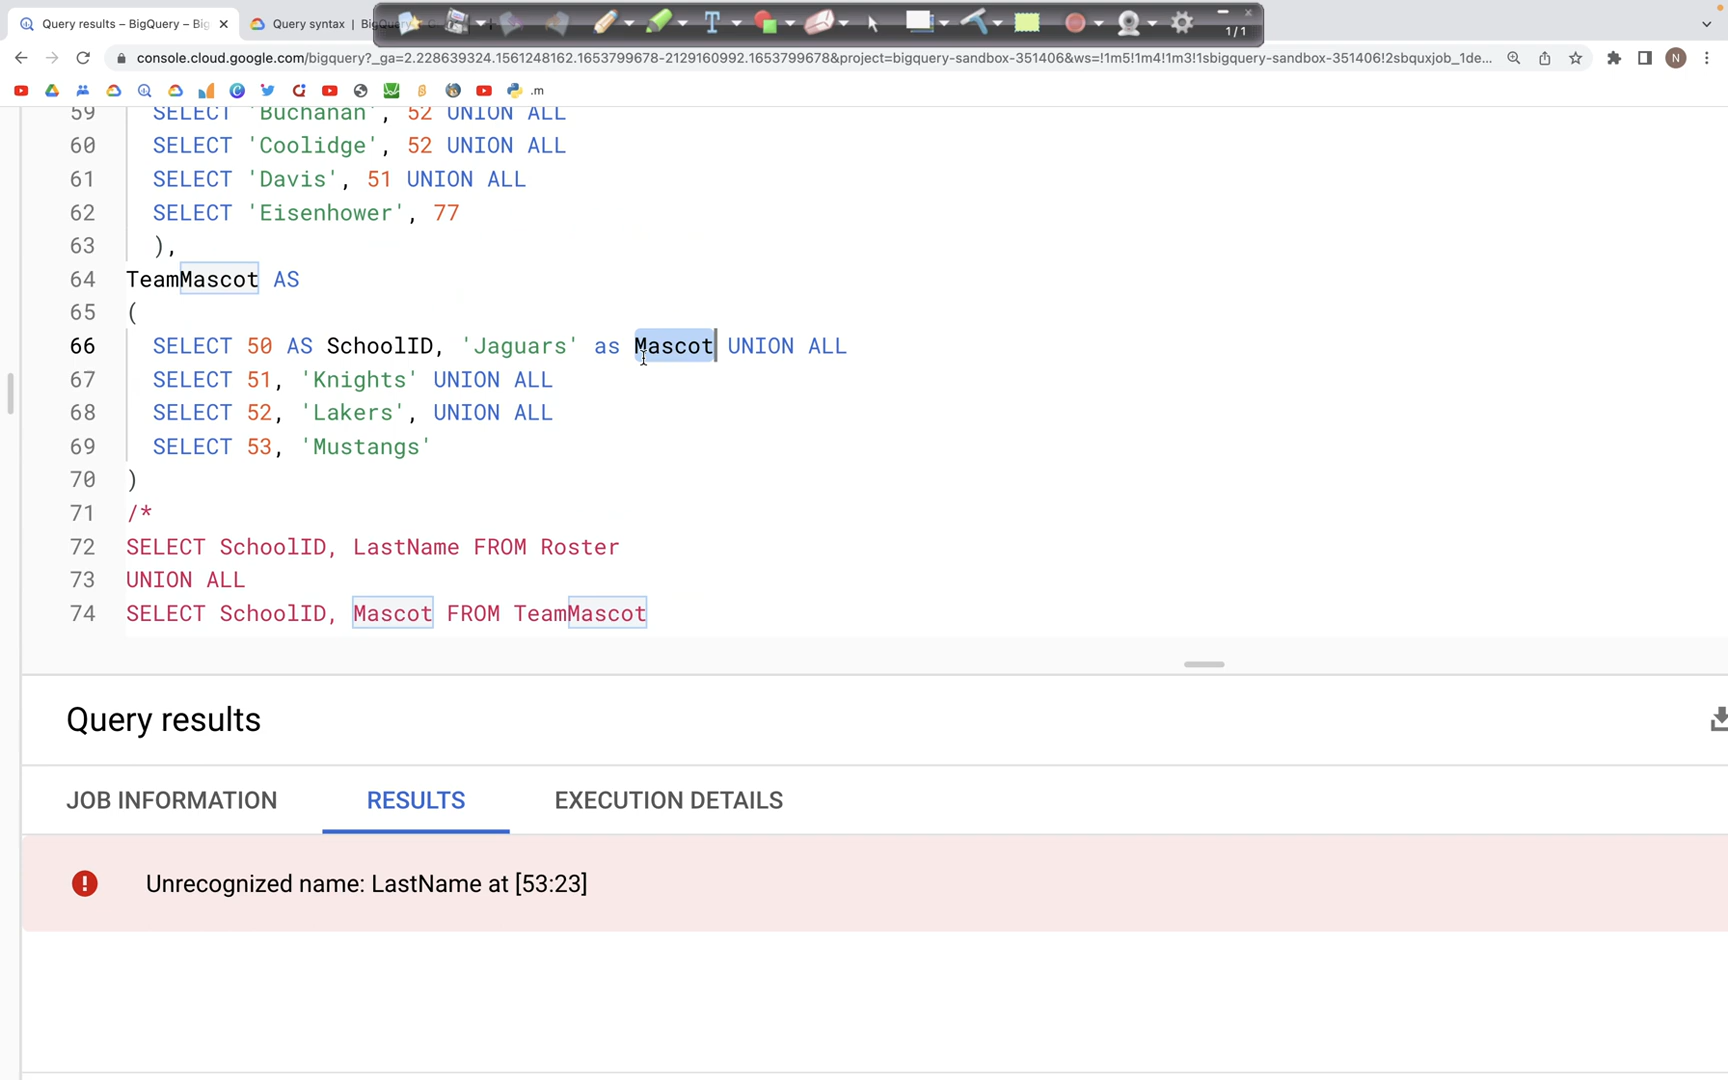 Query results – BigQuery – Big
Query syntax | BigQuery
1/1
console.cloud.google.com/bigquery?_ga=2.228639324.1561248162.1653799678-2129160992.1653799678&project=bigquery-sandbox-351406&ws=!1m5!1m4!1m3!1sbigquery-sandbox-351406!2sbquxjob_1de...
N
.m
59 SELECT 'Buchanan', 52 UNION ALL
60 SELECT 'Coolidge', 52 UNION ALL
61 SELECT 'Davis', 51 UNION ALL
62 SELECT 'Eisenhower', 77
63 ),
64 TeamMascot AS
65 (
66 SELECT 50 AS SchoolID, 'Jaguars' as Mascot UNION ALL
67 SELECT 51, 'Knights' UNION ALL
68 SELECT 52, 'Lakers', UNION ALL
69 SELECT 53, 'Mustangs'
70 )
71 /*
72 SELECT SchoolID, LastName FROM Roster
73 UNION ALL
74 SELECT SchoolID, Mascot FROM TeamMascot
Query results
JOB INFORMATION RESULTS EXECUTION DETAILS
Unrecognized name: LastName at [53:23]